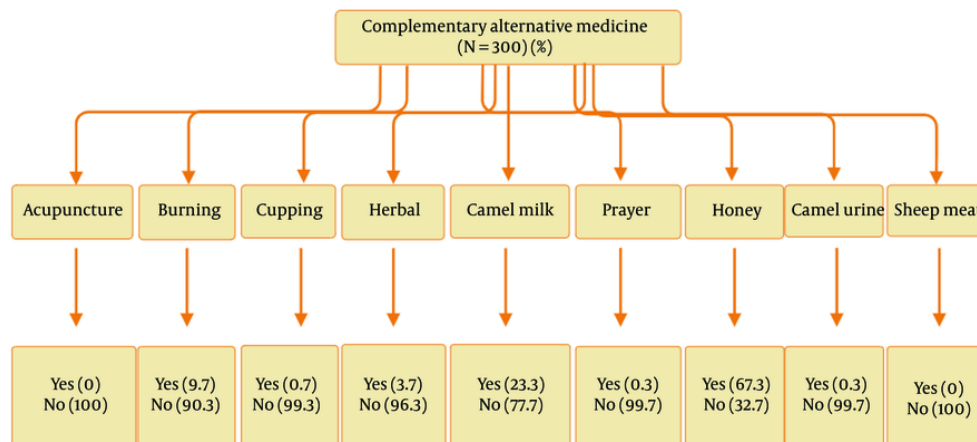 Complementary alternative medicine
(N = 300) (%)
Acupuncture
Burning
Cupping
Herbal
Camel milk
Prayer
Honey
Camel urine
Sheep meat
Yes (0)
No (100)
Yes (9.7)
No (90.3)
Yes (0.7)
No (99.3)
Yes (3.7)
No (96.3)
Yes (23.3)
No (77.7)
Yes (0.3)
No (99.7)
Yes (67.3)
No (32.7)
Yes (0.3)
No (99.7)
Yes (0)
No (100)